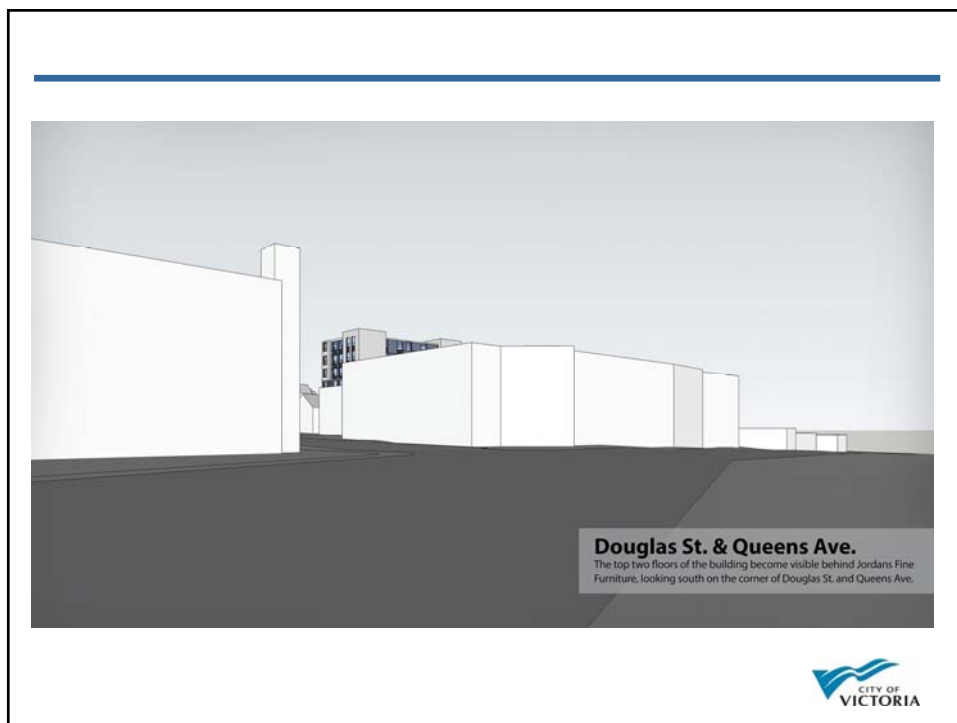 Douglas St. & Queens Ave.
The top two floors of the building become visible behind Jordans Fine
Furniture, looking south on the corner of Douglas St. and Queens Ave.
CITY OF
VICTORIA